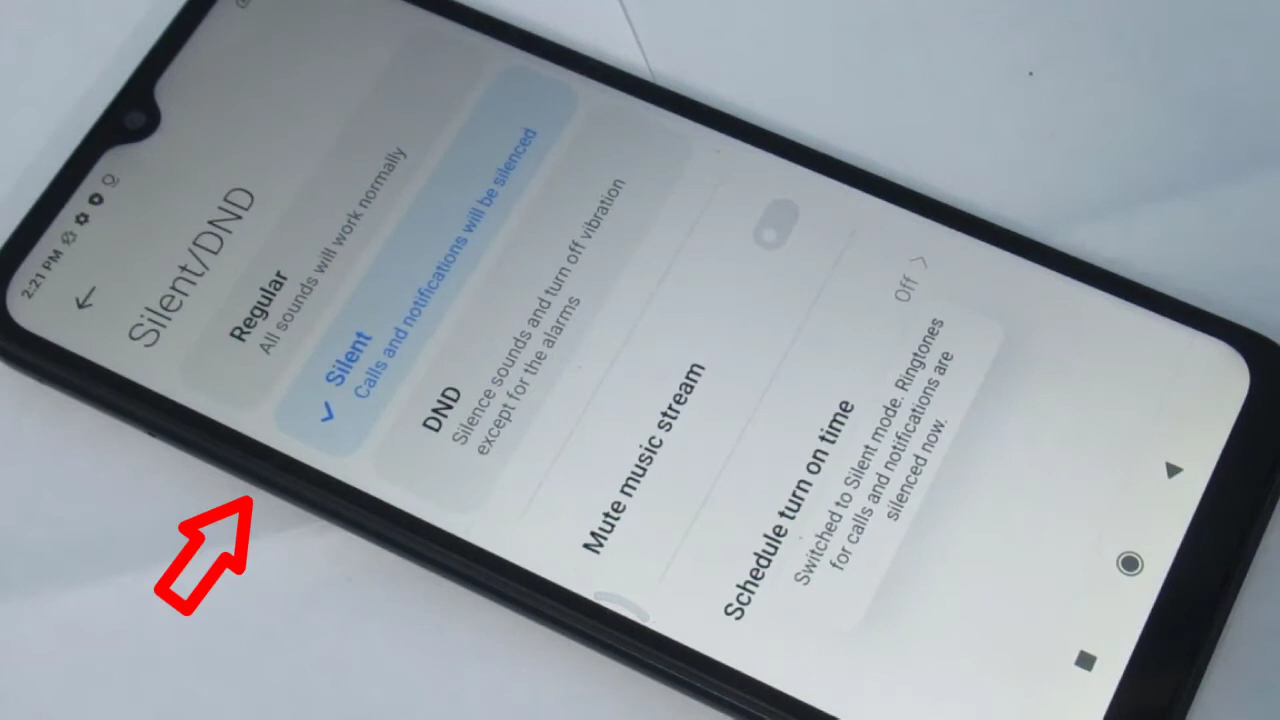 2:21 PM
Silent/DND
Regular
All sounds will work normally
Silent
Calls and notifications will be silenced
DND
Silence sounds and turn off vibration
except for the alarms
Mute music stream
Schedule turn on time
Off
Switched to Silent mode. Ringtones
for calls and notifications are
silenced now.